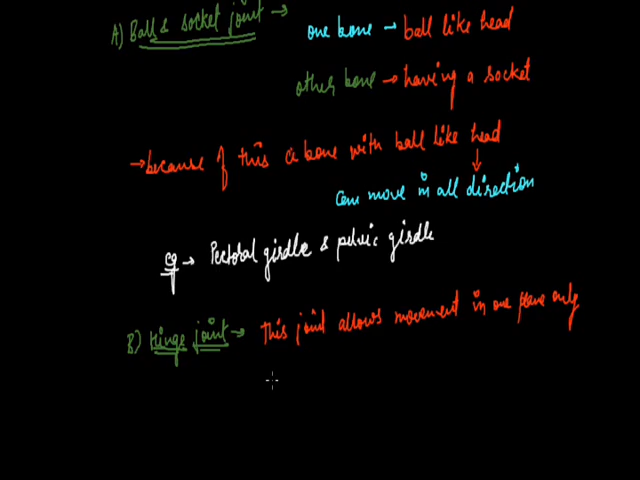 A) Ball & socket joint → one bone → ball like head
other bone → having a socket
→ because of this a bone with ball like head
can move in all direction
eg → Pectoral girdle & pelvic girdle
B) Hinge joint → This joint allows movement in one plane only